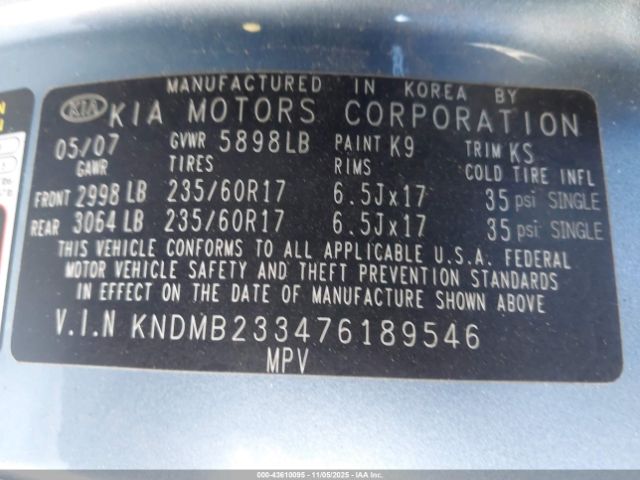 MANUFACTURED IN KOREA BY
KIA KIA MOTORS CORPORATION
05/07 GVWR 5898LB PAINT K9 TRIM KS
GAWR TIRES RIMS COLD TIRE INFL
FRONT 2998 LB 235/60R17 6.5Jx17 35 psi SINGLE
REAR 3064 LB 235/60R17 6.5Jx17 35 psi SINGLE
THIS VEHICLE CONFORMS TO ALL APPLICABLE U.S.A. FEDERAL
MOTOR VEHICLE SAFETY AND THEFT PREVENTION STANDARDS
IN EFFECT ON THE DATE OF MANUFACTURE SHOWN ABOVE
V.I.N KNDMB233476189546
MPV
000-43610095 - 11/05/2025 - IAAI, Inc. Copyright